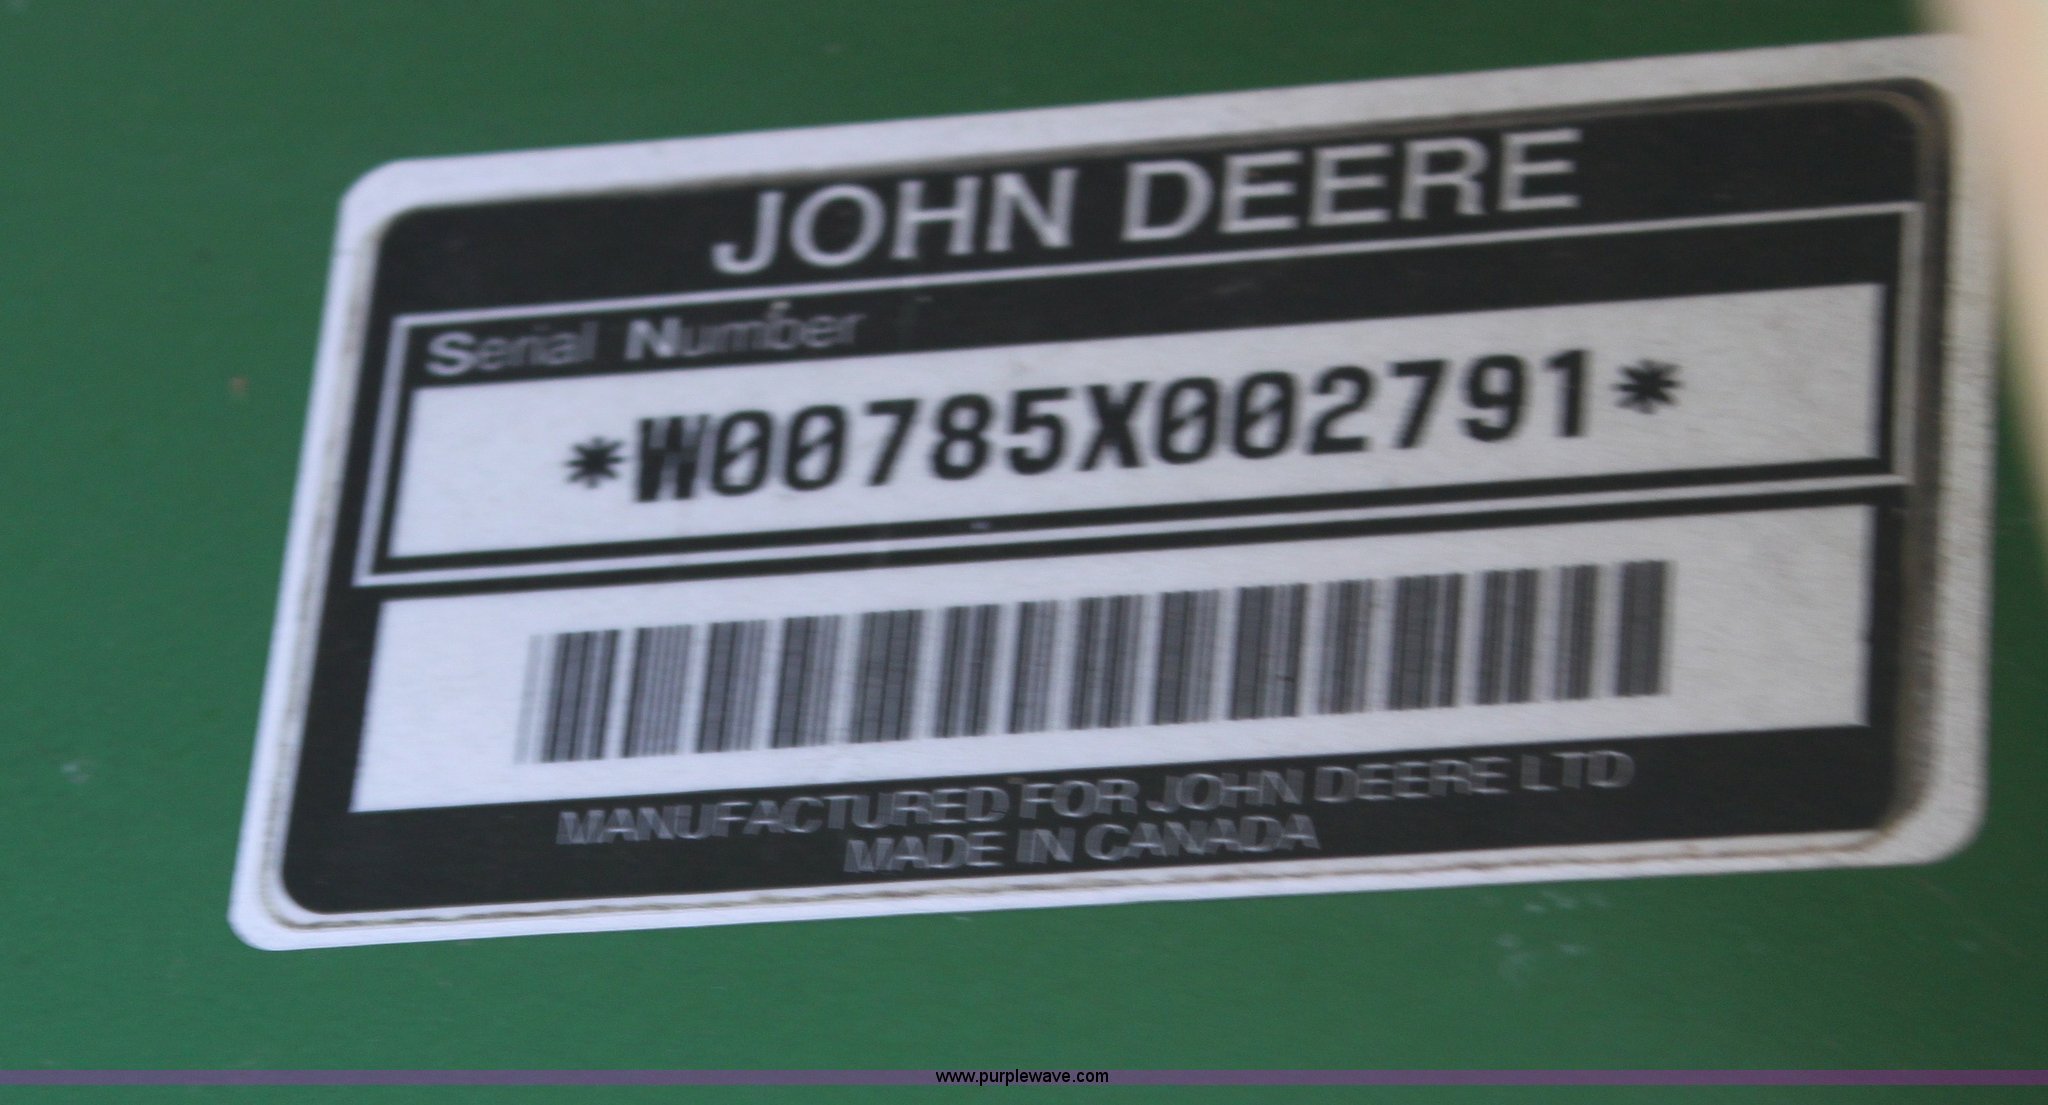 JOHN DEERE
Serial Number
*W00785X002791*
MANUFACTURED FOR JOHN DEERE LTD
MADE IN CANADA
www.purplewave.com